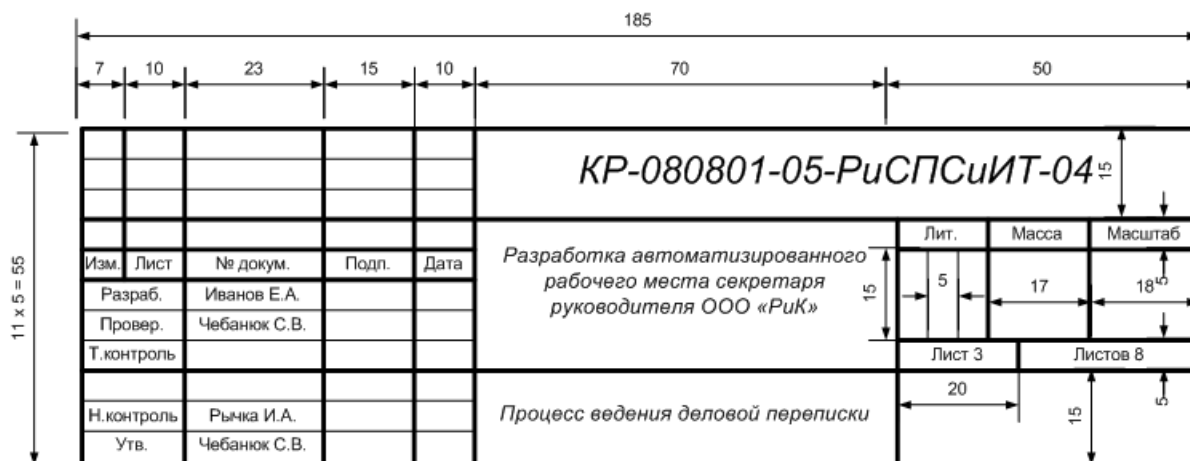 185
7 10 23 15 10 70 50
КР-080801-05-РиСПСиИТ-04
15
11 x 5 = 55
Лит. Масса Масштаб
Изм. Лист № докум. Подп. Дата
Разработка автоматизированного
рабочего места секретаря
руководителя ООО «РиК»
15 5 17 18 5
Разраб. Иванов Е.А.
Провер. Чебанюк С.В.
Т.контроль
Лист 3 Листов 8
20 15 5
Н.контроль Рычка И.А.
Процесс ведения деловой переписки
Утв. Чебанюк С.В.